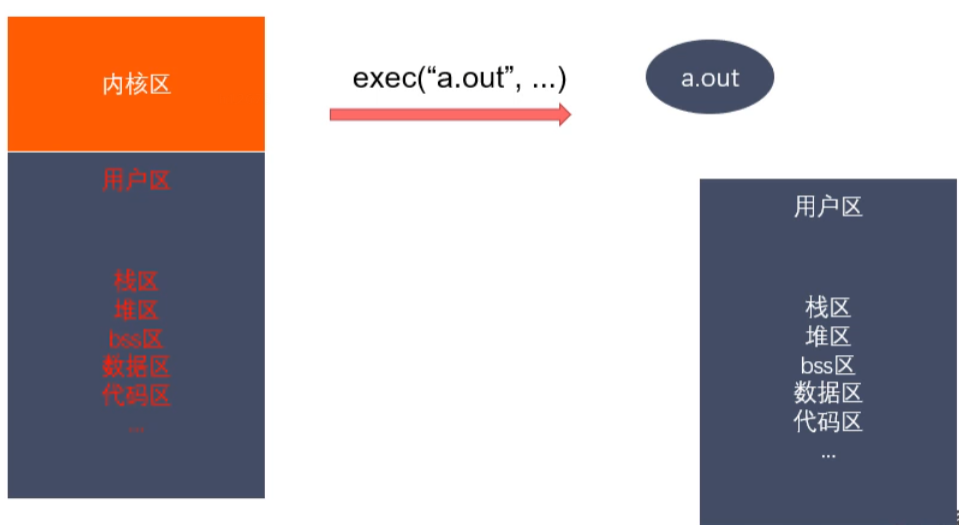 内核区
用户区
栈区
堆区
bss区
数据区
代码区
...
exec(“a.out”, ...)
a.out
用户区
栈区
堆区
bss区
数据区
代码区
...